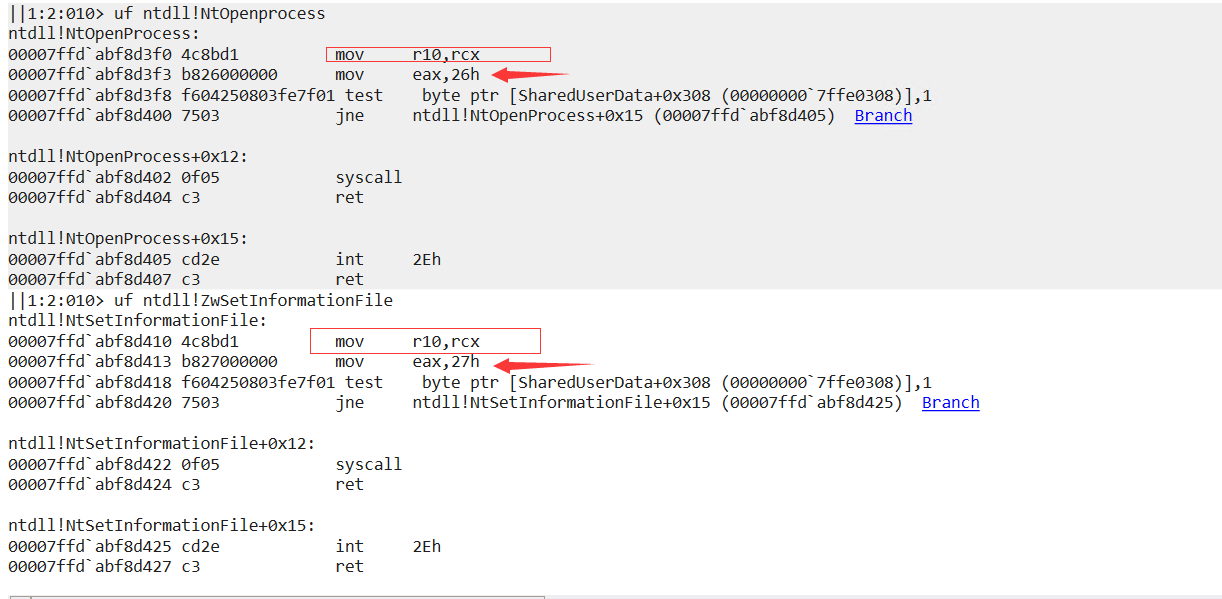 ||1:2:010> uf ntdll!NtOpenprocess
ntdll!NtOpenProcess:
00007ffd`abf8d3f0 4c8bd1 mov r10,rcx
00007ffd`abf8d3f3 b826000000 mov eax,26h
00007ffd`abf8d3f8 f604250803fe7f01 test byte ptr [SharedUserData+0x308 (00000000`7ffe0308)],1
00007ffd`abf8d400 7503 jne ntdll!NtOpenProcess+0x15 (00007ffd`abf8d405) Branch
ntdll!NtOpenProcess+0x12:
00007ffd`abf8d402 0f05 syscall
00007ffd`abf8d404 c3 ret
ntdll!NtOpenProcess+0x15:
00007ffd`abf8d405 cd2e int 2Eh
00007ffd`abf8d407 c3 ret
||1:2:010> uf ntdll!ZwSetInformationFile
ntdll!NtSetInformationFile:
00007ffd`abf8d410 4c8bd1 mov r10,rcx
00007ffd`abf8d413 b827000000 mov eax,27h
00007ffd`abf8d418 f604250803fe7f01 test byte ptr [SharedUserData+0x308 (00000000`7ffe0308)],1
00007ffd`abf8d420 7503 jne ntdll!NtSetInformationFile+0x15 (00007ffd`abf8d425) Branch
ntdll!NtSetInformationFile+0x12:
00007ffd`abf8d422 0f05 syscall
00007ffd`abf8d424 c3 ret
ntdll!NtSetInformationFile+0x15:
00007ffd`abf8d425 cd2e int 2Eh
00007ffd`abf8d427 c3 ret